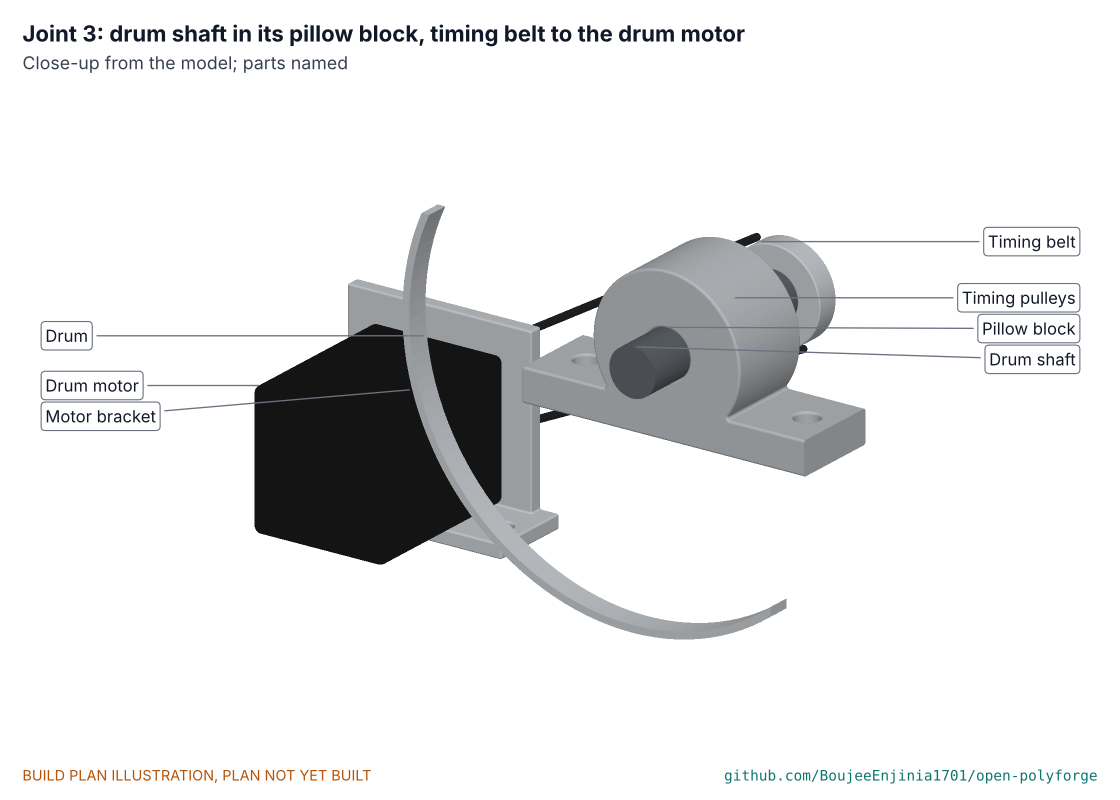 Joint 3: drum shaft in its pillow block, timing belt to the drum motor
Close-up from the model; parts named
Timing belt
Timing pulleys
Drum
Pillow block
Drum shaft
Drum motor
Motor bracket
BUILD PLAN ILLUSTRATION, PLAN NOT YET BUILT
github.com/BoujeeEnjinia1701/open-polyforge